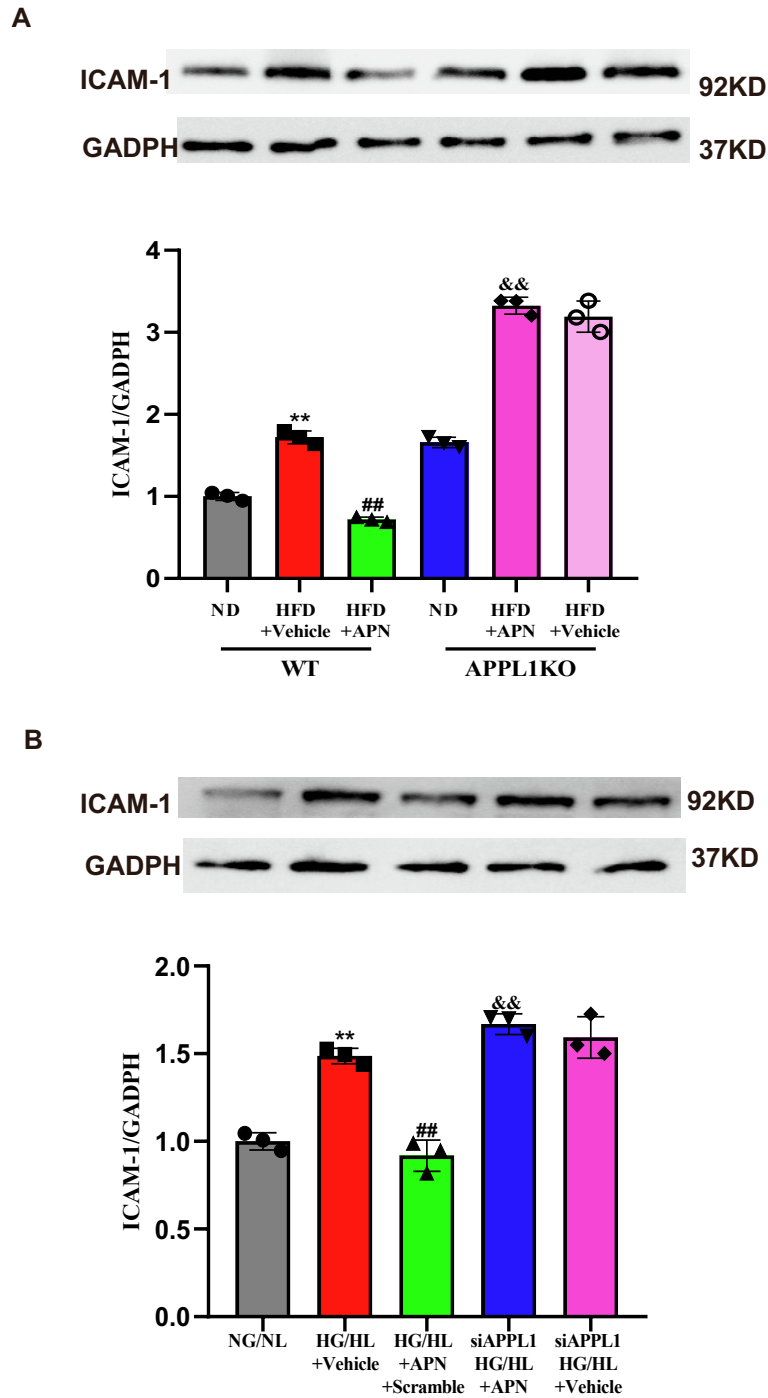 A
ICAM-1
92KD
GADPH
37KD
ICAM-1/GADPH
4
3
2
1
0
**
##
&&
ND
HFD
+Vehicle
HFD
+APN
ND
HFD
+APN
HFD
+Vehicle
WT
APPL1KO
B
ICAM-1
92KD
GADPH
37KD
ICAM-1/GADPH
2.0
1.5
1.0
0.5
0.0
**
##
&&
NG/NL
HG/HL
+Vehicle
HG/HL
+APN
+Scramble
siAPPL1
HG/HL
+APN
siAPPL1
HG/HL
+Vehicle